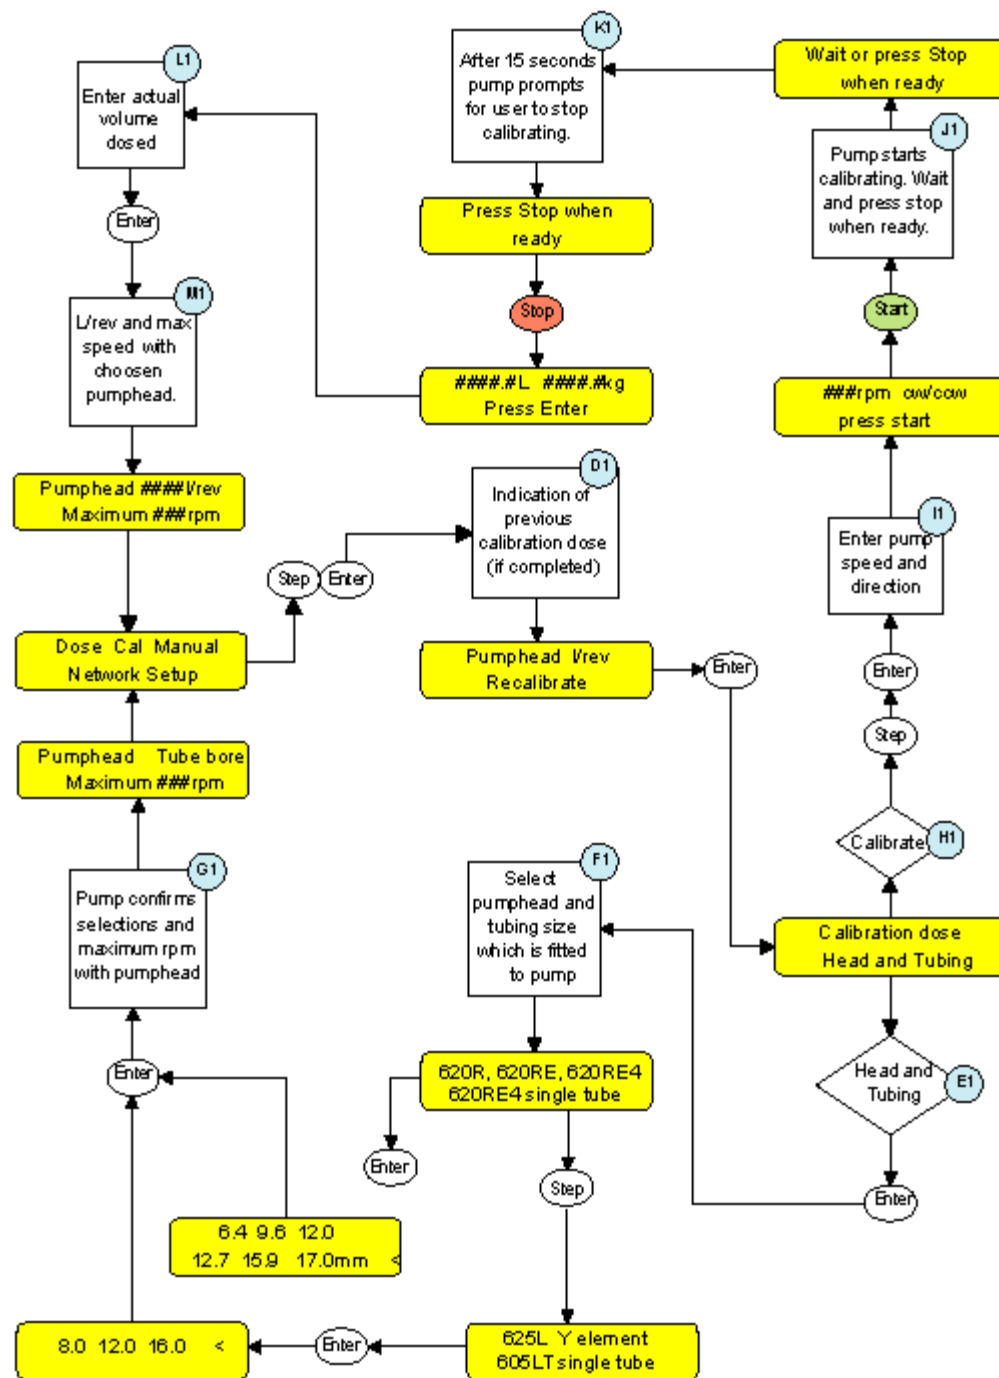 L1
Enter actual
volume
dosed
Enter
M1
L/rev and max
speed with
choosen
pumphead.
Pumphead ####l/rev
Maximum ###rpm
Dose Cal Manual
Network Setup
Pumphead Tube bore
Maximum ###rpm
G1
Pump confirms
selections and
maximum rpm
with pumphead
Enter
6.4 9.6 12.0
12.7 15.9 17.0mm <
8.0 12.0 16.0 <
K1
After 15 seconds
pump prompts
for user to stop
calibrating.
Press Stop when
ready
Stop
####.#L ####.#kg
Press Enter
Step
Enter
D1
Indication of
previous
calibration dose
(if completed)
Pumphead l/rev
Recalibrate
Enter
F1
Select
pumphead and
tubing size
which is fitted
to pump
620R, 620RE, 620RE4
620RE4 single tube
Enter
Step
625L Y element
605LT single tube
Enter
Wait or press Stop
when ready
J1
Pump starts
calibrating. Wait
and press stop
when ready.
Start
###rpm cw/ccw
press start
I1
Enter pump
speed and
direction
Enter
Step
Calibrate
H1
Calibration dose
Head and Tubing
Head and
Tubing
E1
Enter